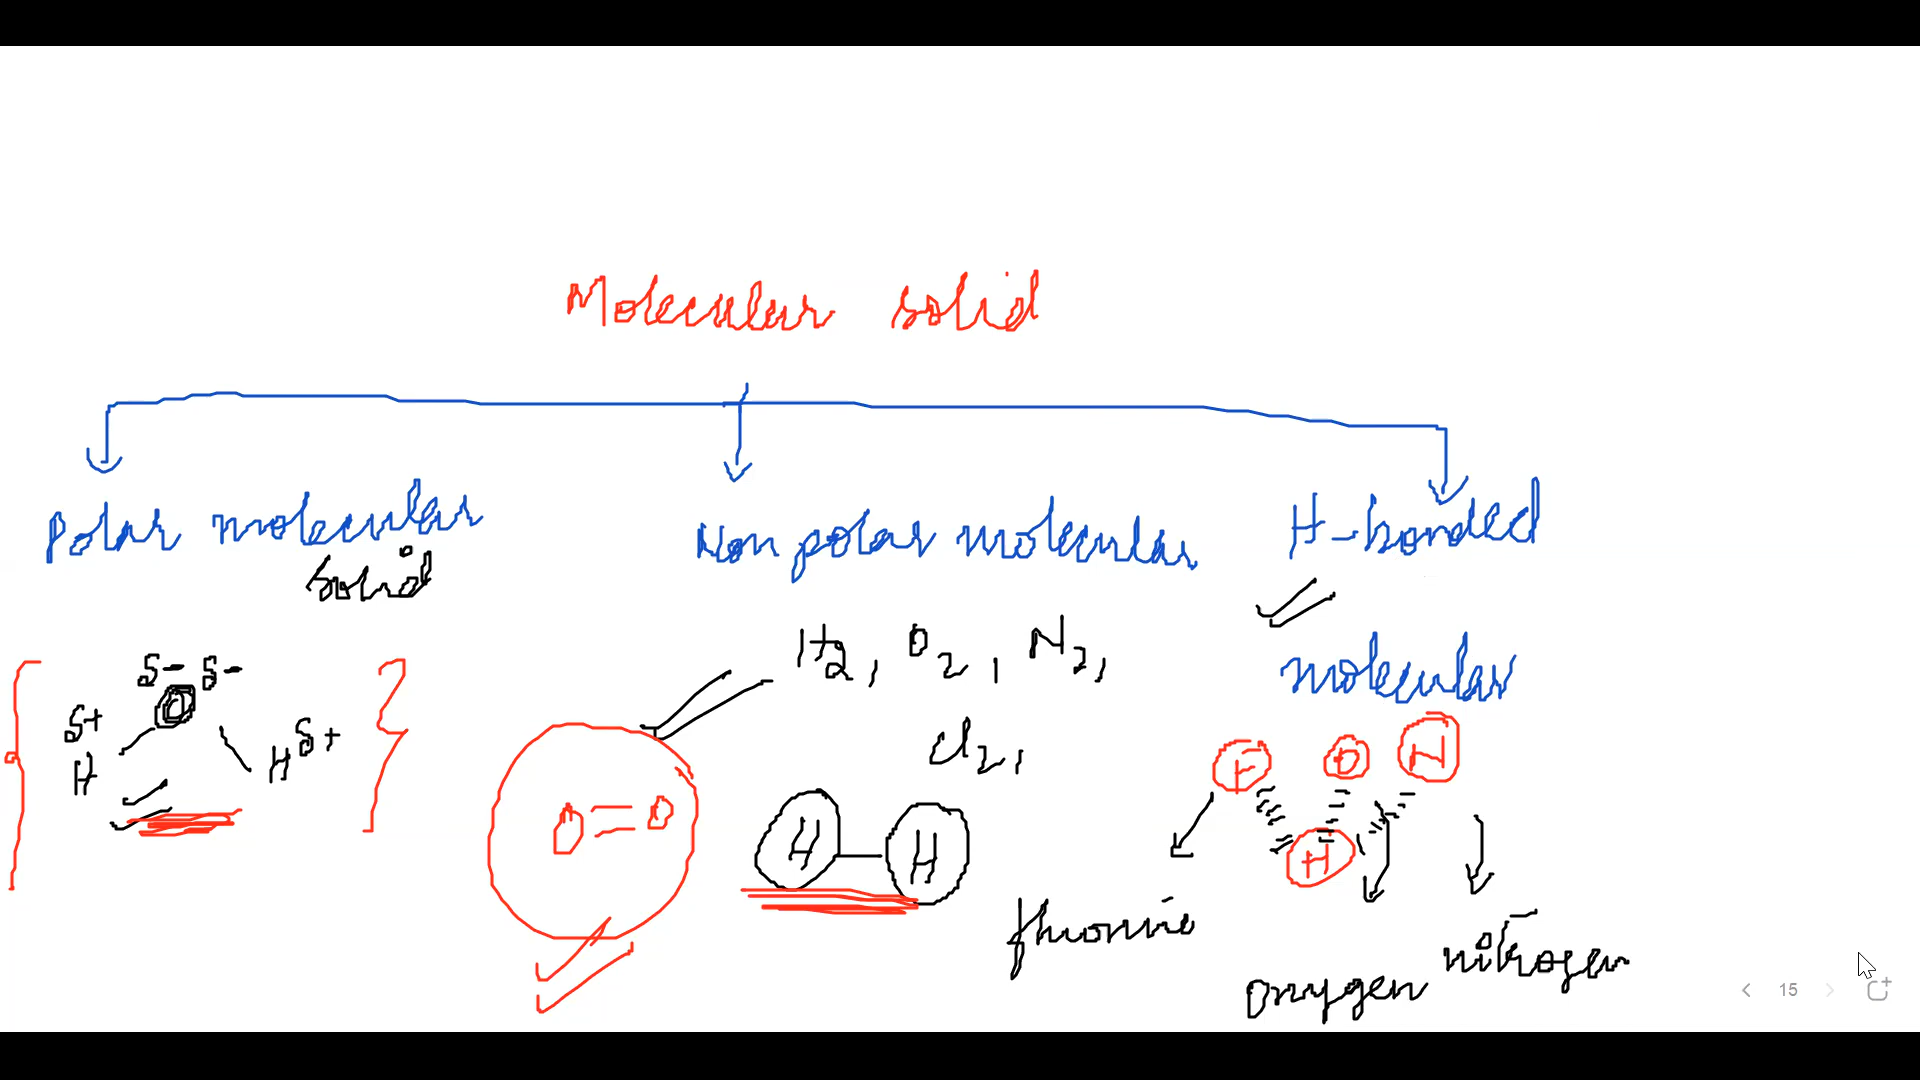 Molecular solid
Polar molecular
solid
Non polar molecular
H-bonded
molecular
δ- δ-
O
δ+
H
H δ+
H2, O2, N2,
Cl2,
O=O
H-H
F O N
H
fluorine
oxygen
nitrogen
15